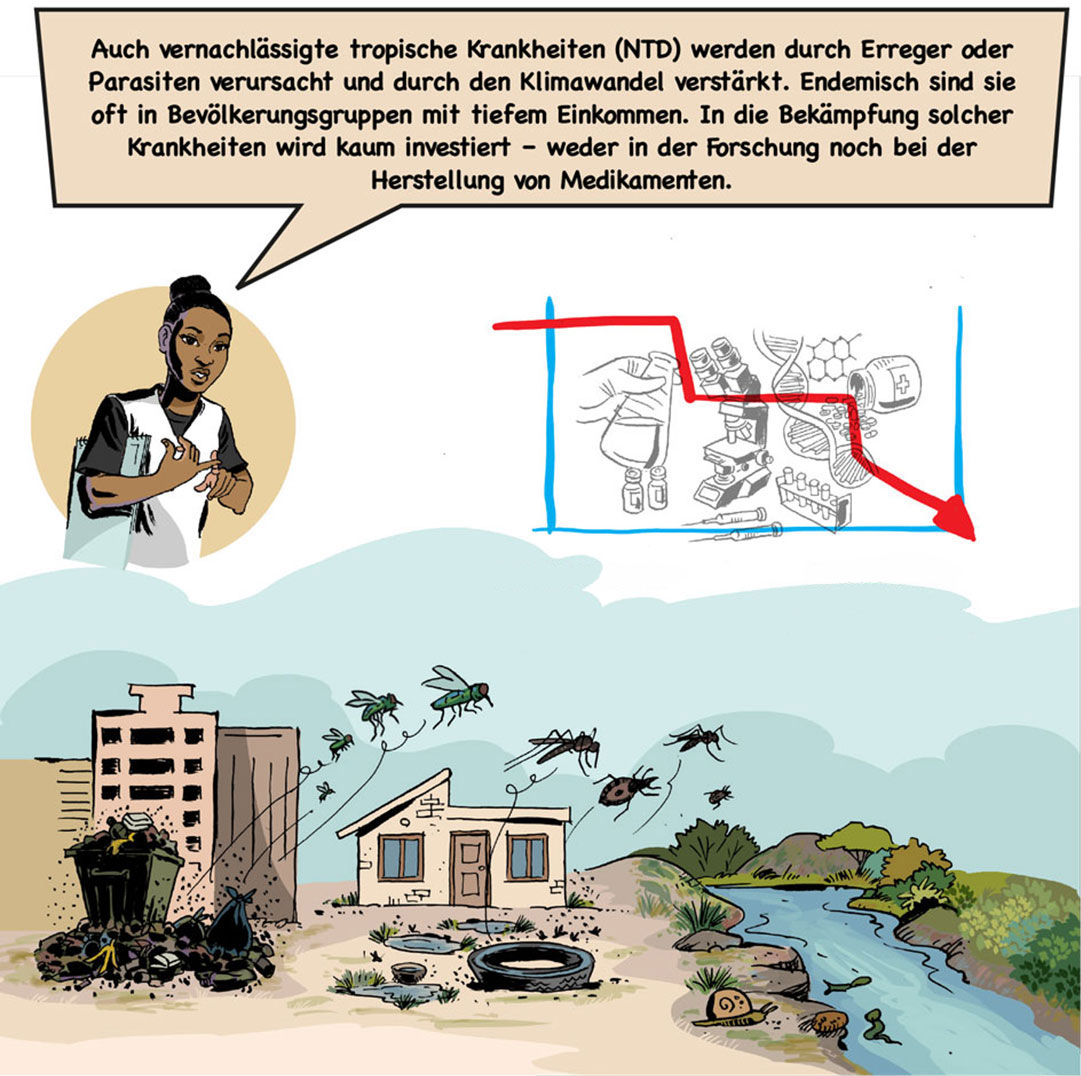 Auch vernachlässigte tropische Krankheiten (NTD) werden durch Erreger oder
Parasiten verursacht und durch den Klimawandel verstärkt. Endemisch sind sie
oft in Bevölkerungsgruppen mit tiefem Einkommen. In die Bekämpfung solcher
Krankheiten wird kaum investiert – weder in der Forschung noch bei der
Herstellung von Medikamenten.